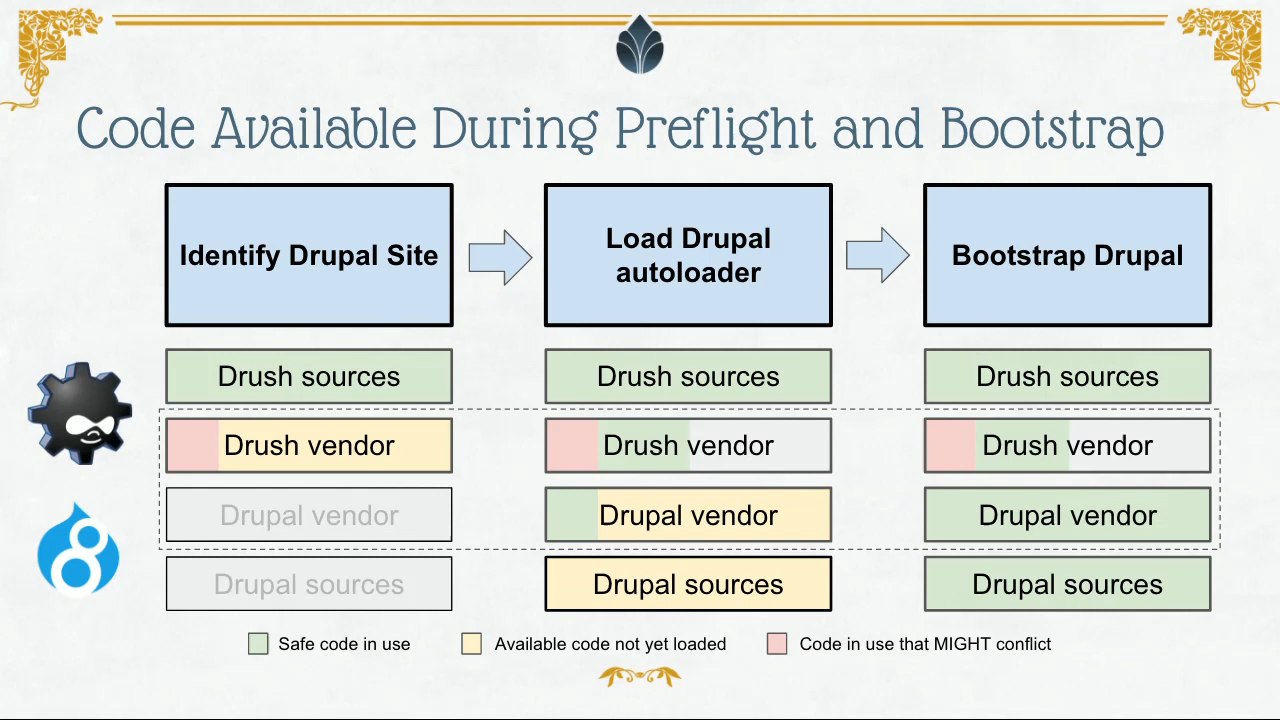 Code Available During Preflight and Bootstrap
Identify Drupal Site
Load Drupal
autoloader
Bootstrap Drupal
Drush sources
Drush sources
Drush sources
Drush vendor
Drush vendor
Drush vendor
Drupal vendor
Drupal vendor
Drupal vendor
Drupal sources
Drupal sources
Drupal sources
Safe code in use
Available code not yet loaded
Code in use that MIGHT conflict